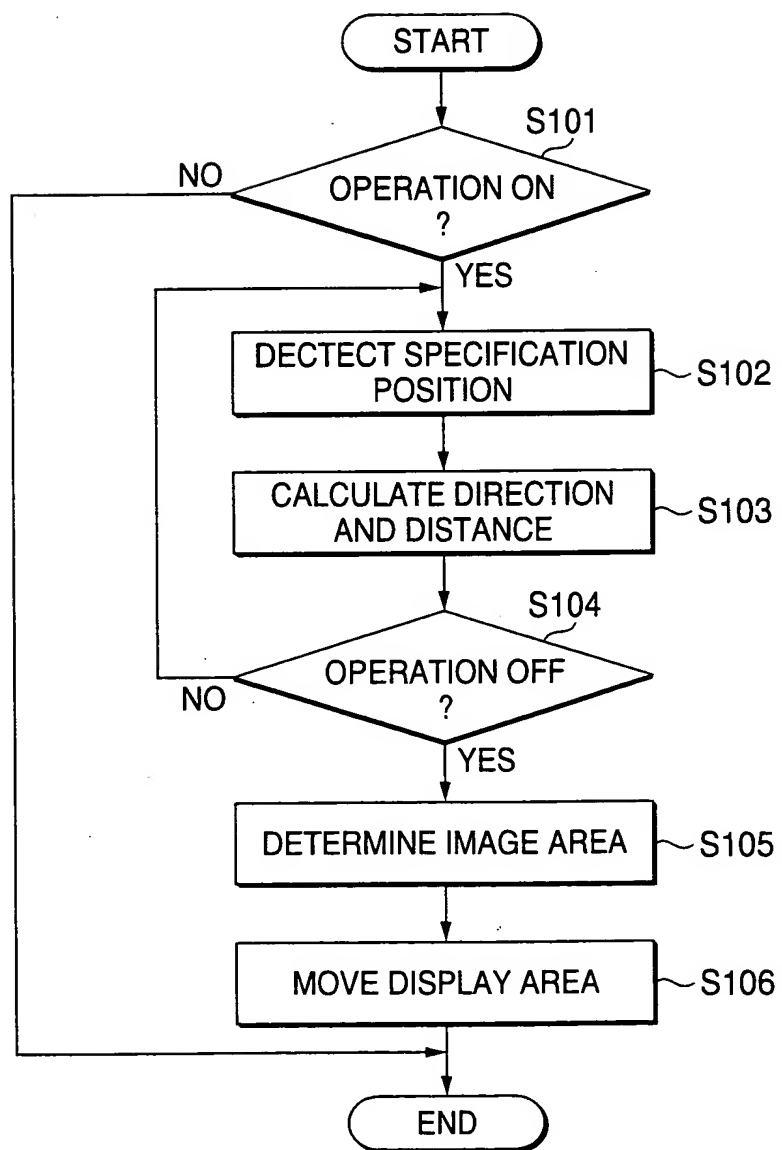 START
S101
NO
OPERATION ON
?
YES
DECTECT SPECIFICATION
POSITION
S102
CALCULATE DIRECTION
AND DISTANCE
S103
S104
OPERATION OFF
?
NO
YES
DETERMINE IMAGE AREA
S105
MOVE DISPLAY AREA
S106
END